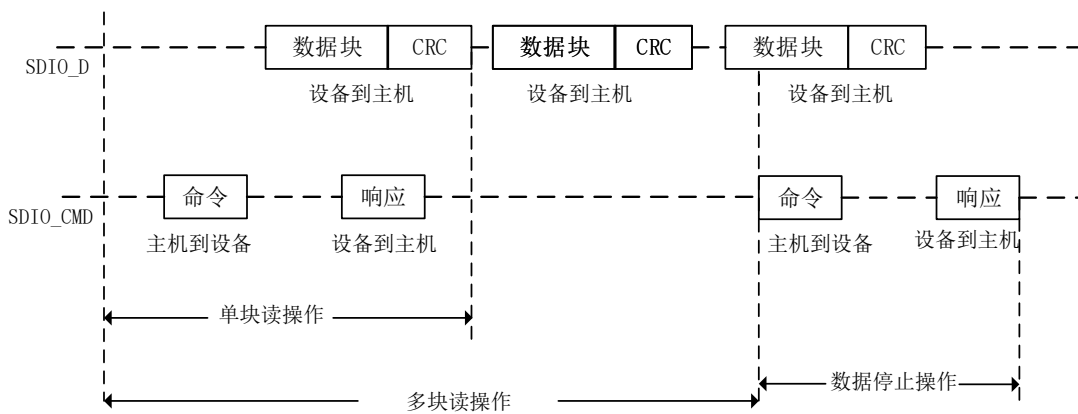 数据块 CRC 数据块 CRC 数据块 CRC
SDIO_D
设备到主机 设备到主机 设备到主机
命令 响应 命令 响应
SDIO_CMD
主机到设备 设备到主机 主机到设备 设备到主机
单块读操作
数据停止操作
多块读操作